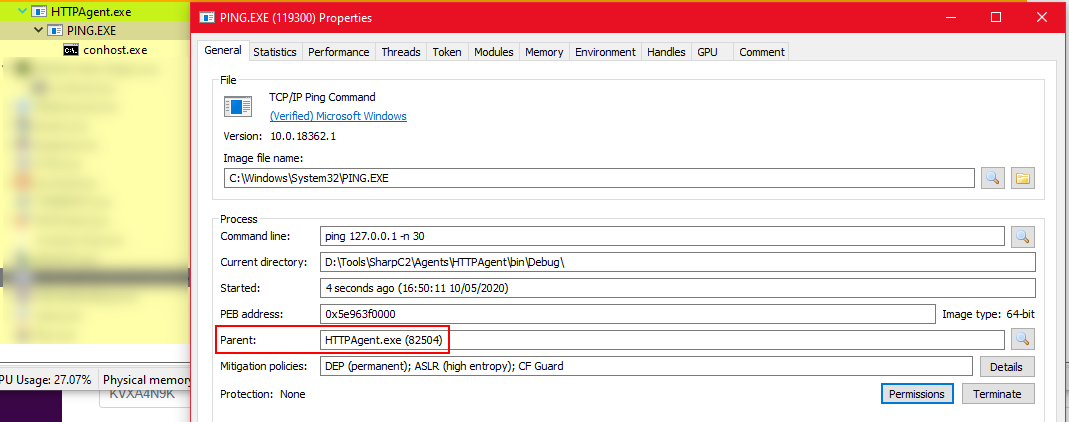 HTTPAgent.exe
PING.EXE
conhost.exe
PU Usage: 27.07% Physical memory
KVXA4N9K
PING.EXE (119300) Properties
General Statistics Performance Threads Token Modules Memory Environment Handles GPU Comment
File
TCP/IP Ping Command
(Verified) Microsoft Windows
Version: 10.0.18362.1
Image file name:
C:\Windows\System32\PING.EXE
Process
Command line: ping 127.0.0.1 -n 30
Current directory: D:\Tools\SharpC2\Agents\HTTPAgent\bin\Debug\
Started: 4 seconds ago (16:50:11 10/05/2020)
PEB address: 0x5e963f0000 Image type: 64-bit
Parent: HTTPAgent.exe (82504)
Mitigation policies: DEP (permanent); ASLR (high entropy); CF Guard Details
Protection: None Permissions Terminate